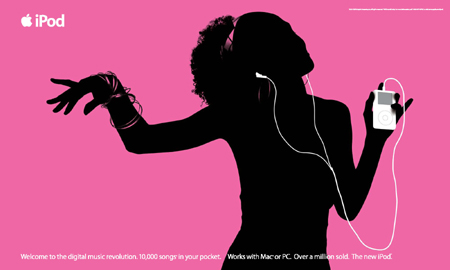 iPod
Welcome to the digital music revolution. 10,000 songs in your pocket. Works with Mac or PC. Over a million sold. The new iPod.